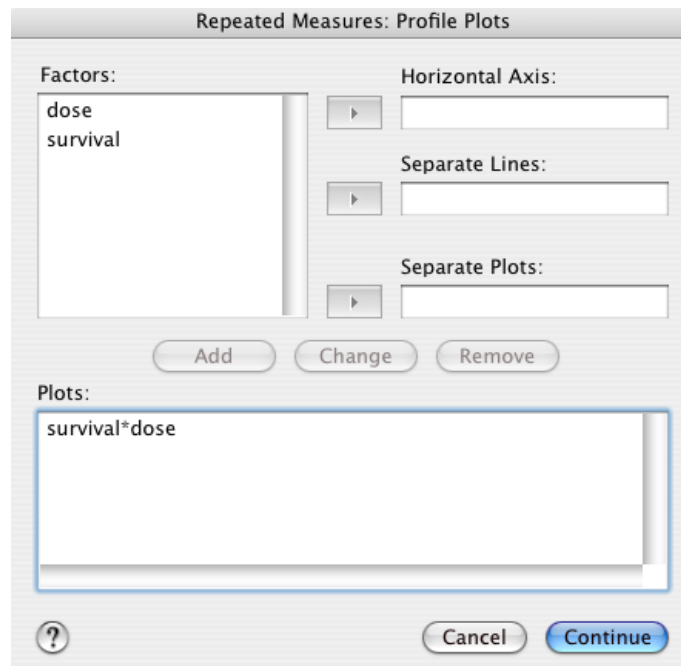 Repeated Measures: Profile Plots
Factors:
dose
survival
Horizontal Axis:
Separate Lines:
Separate Plots:
Add
Change
Remove
Plots:
survival*dose
?
Cancel
Continue